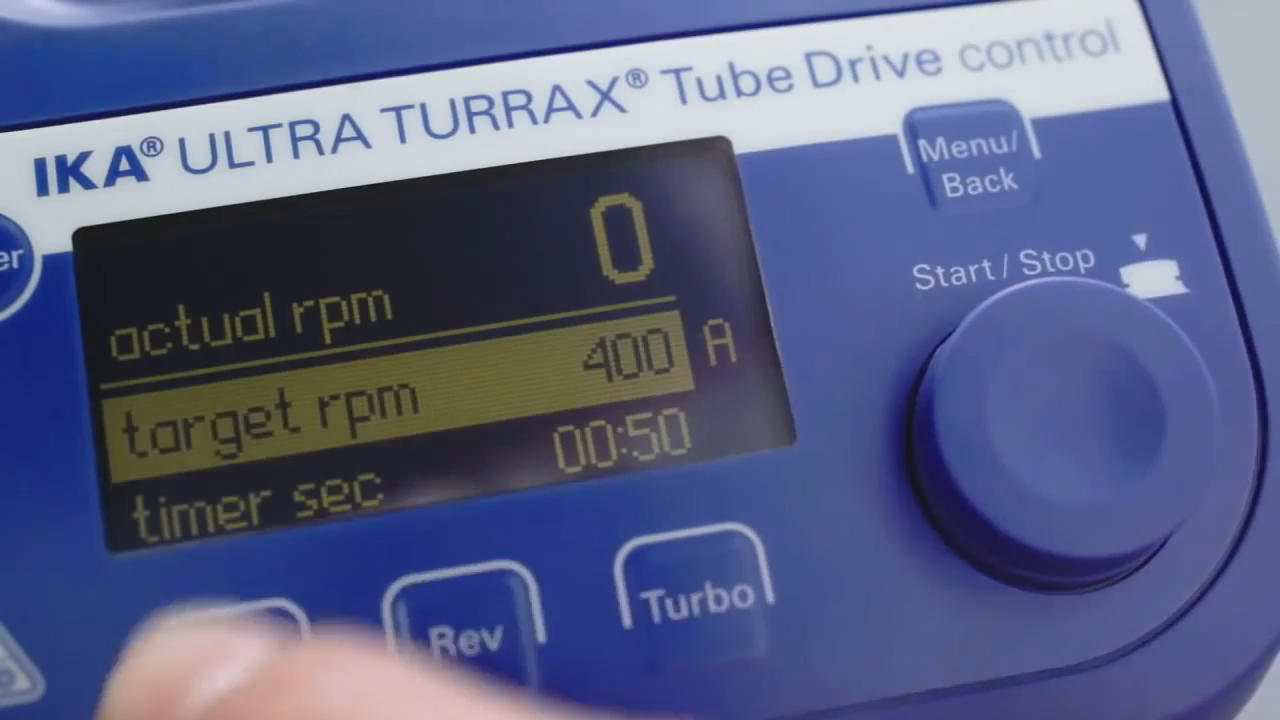 IKA® ULTRA TURRAX® Tube Drive control
Menu/
Back
er
0
actual rpm
Start / Stop
400 A
target rpm
00:50
timer sec
Rev
Turbo